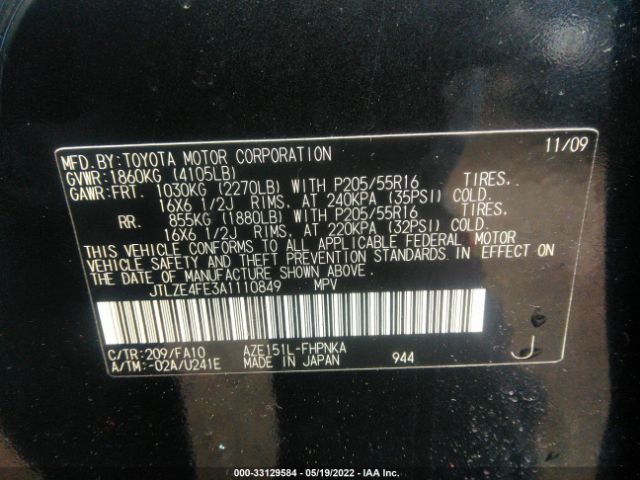 MFD.BY:TOYOTA MOTOR CORPORATION 11/09
GVWR:1860KG (4105LB)
GAWR:FRT. 1030KG (2270LB) WITH P205/55R16 TIRES,
16X6 1/2J RIMS, AT 240KPA (35PSI) COLD.
RR. 855KG (1880LB) WITH P205/55R16 TIRES,
16X6 1/2J RIMS, AT 220KPA (32PSI) COLD.
THIS VEHICLE CONFORMS TO ALL APPLICABLE FEDERAL MOTOR
VEHICLE SAFETY AND THEFT PREVENTION STANDARDS IN EFFECT ON
THE DATE OF MANUFACTURE SHOWN ABOVE.
JTLZE4FE3A1110849 MPV
C/TR:209/FA10 AZE151L-FHPNKA
A/TM:-02A/U241E MADE IN JAPAN 944 J
000-33129584 - 05/19/2022 - IAA Inc.